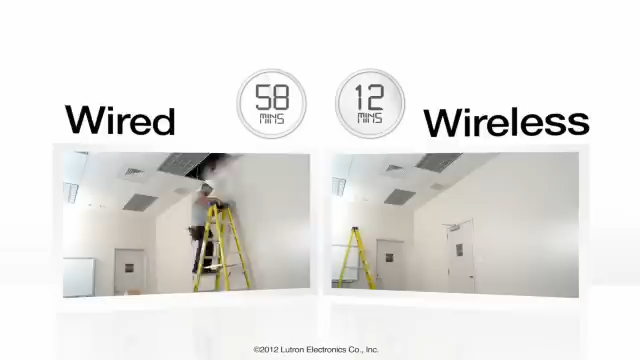 Wired
58
MINS
12
MINS
Wireless
©2012 Lutron Electronics Co., Inc.